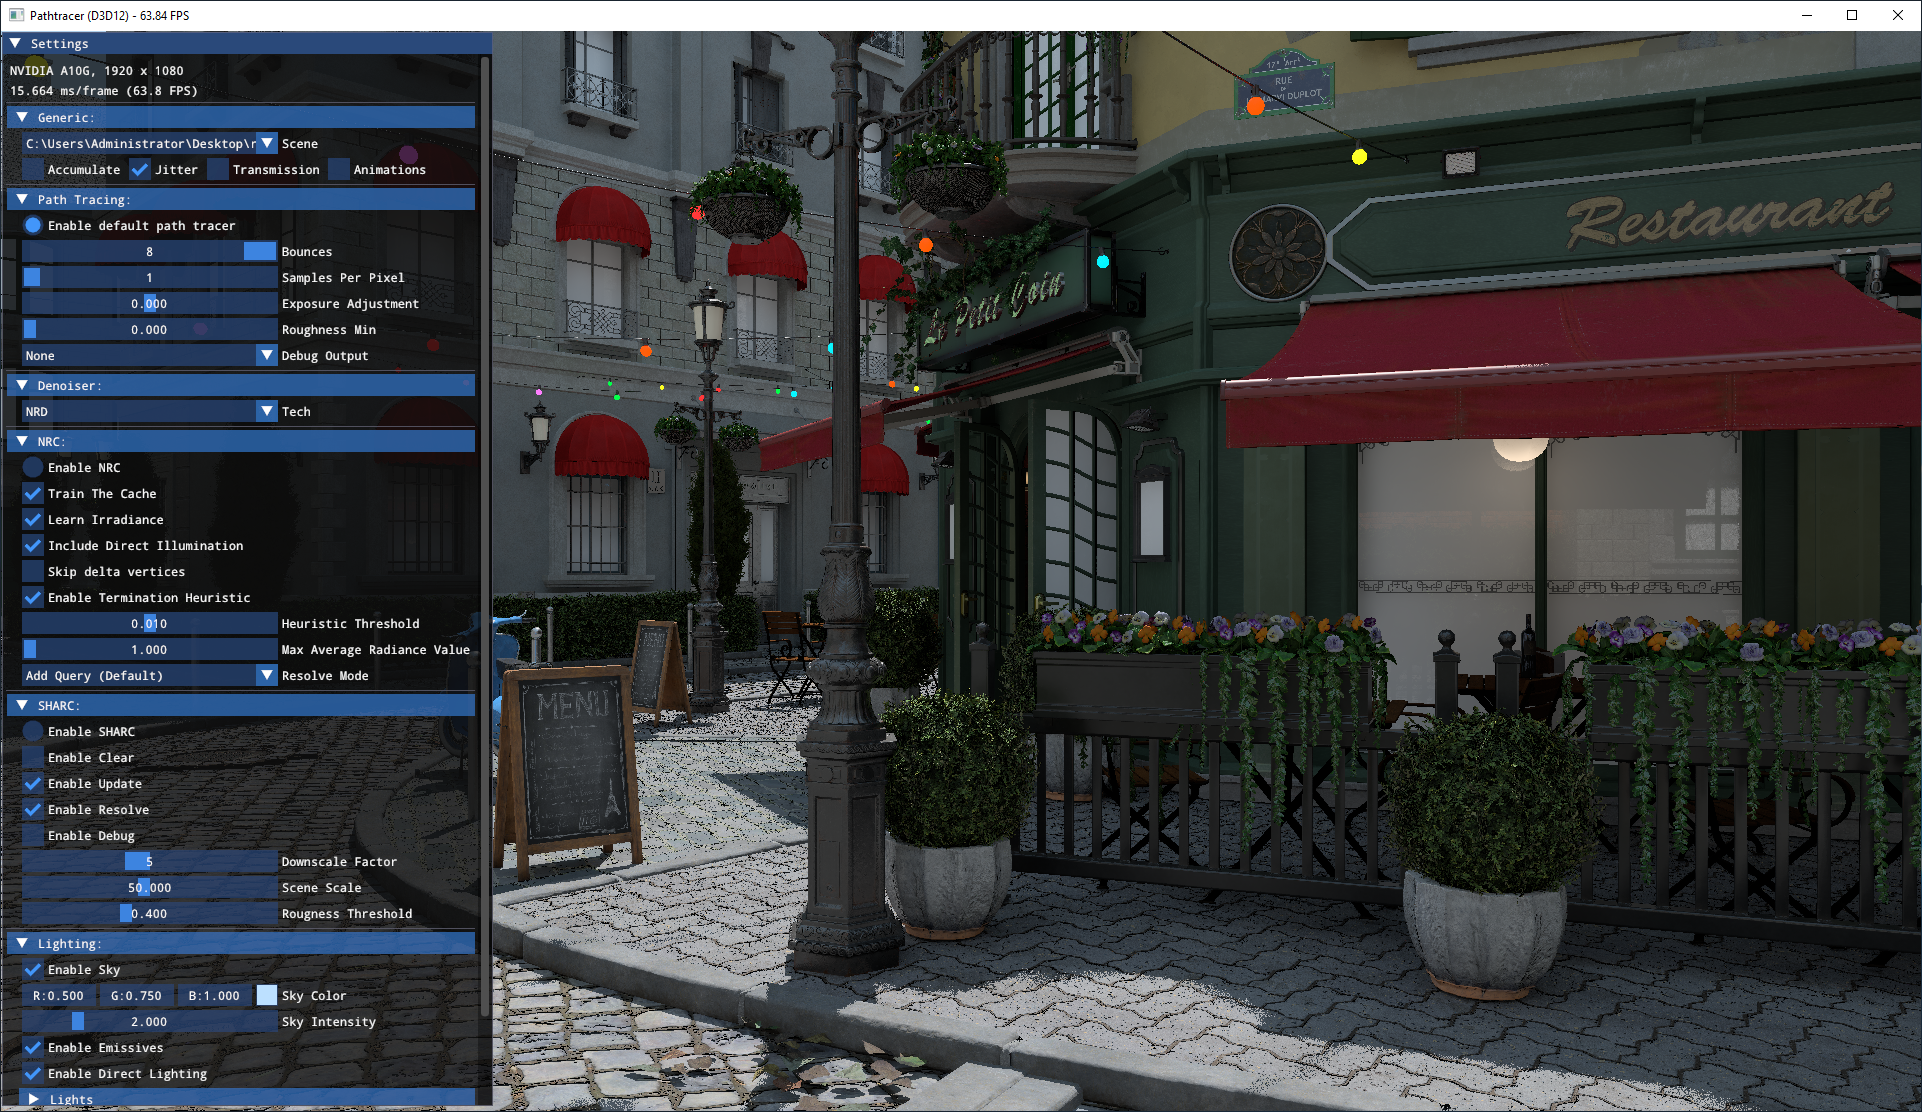 Pathtracer (D3D12) - 63.84 FPS
Settings
NVIDIA A10G, 1920 x 1080
15.664 ms/frame (63.8 FPS)
Generic:
C:\Users\Administrator\Desktop\r Scene
Accumulate Jitter Transmission Animations
Path Tracing:
Enable default path tracer
8 Bounces
1 Samples Per Pixel
0.000 Exposure Adjustment
0.000 Roughness Min
None Debug Output
Denoiser:
NRD Tech
NRC:
Enable NRC
Train The Cache
Learn Irradiance
Include Direct Illumination
Skip delta vertices
Enable Termination Heuristic
0.010 Heuristic Threshold
1.000 Max Average Radiance Value
Add Query (Default) Resolve Mode
SHARC:
Enable SHARC
Enable Clear
Enable Update
Enable Resolve
Enable Debug
5 Downscale Factor
50.000 Scene Scale
0.400 Rougness Threshold
Lighting:
Enable Sky
R:0.500 G:0.750 B:1.000 Sky Color
2.000 Sky Intensity
Enable Emissives
Enable Direct Lighting
Lights
17e Arrt
RUE
DUPLOT
Restaurant
Le Petit Coin
MENU
MENU